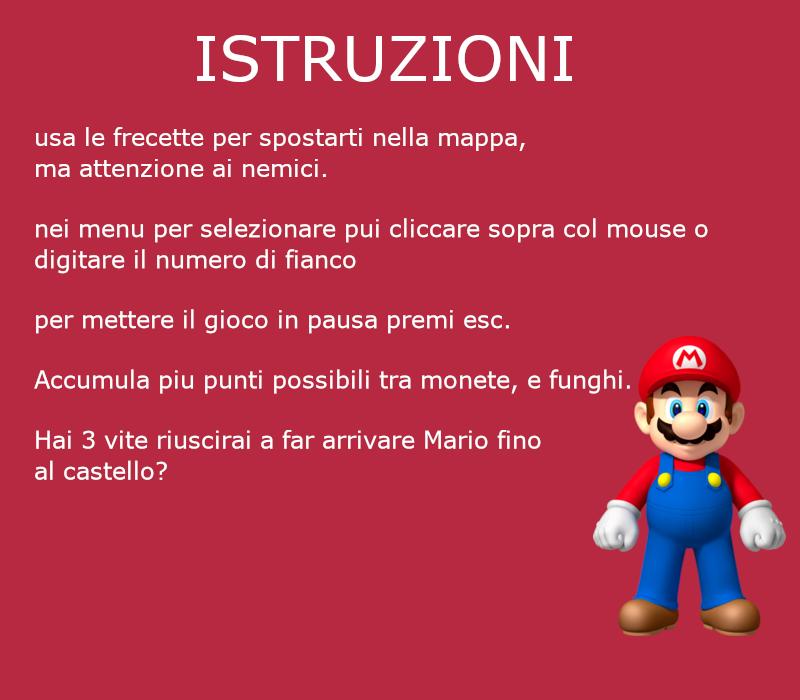 ISTRUZIONI
usa le frecette per spostarti nella mappa,
ma attenzione ai nemici.
nei menu per selezionare pui cliccare sopra col mouse o
digitare il numero di fianco
per mettere il gioco in pausa premi esc.
Accumula piu punti possibili tra monete, e funghi.
M
Hai 3 vite riuscirai a far arrivare Mario fino
al castello?